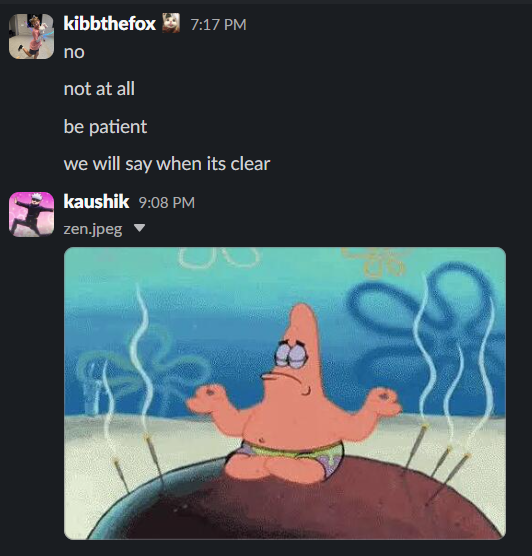 kibbthefox 7:17 PM
no
not at all
be patient
we will say when its clear
kaushik 9:08 PM
zen.jpeg